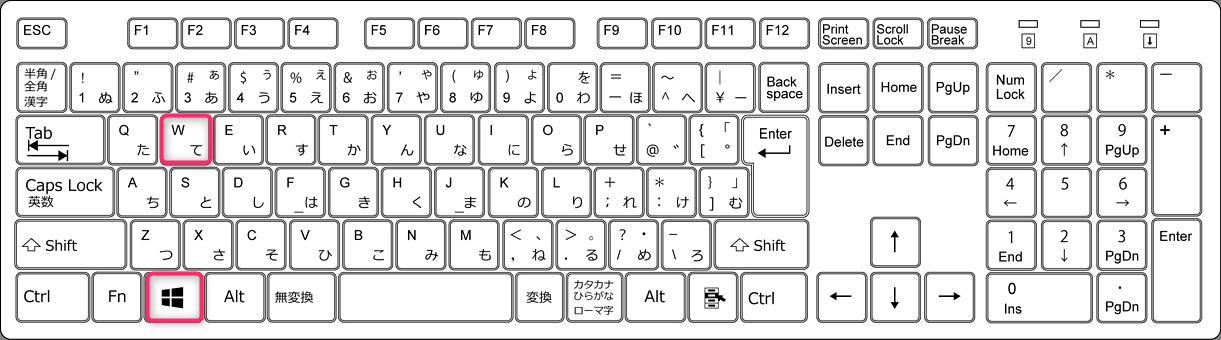 ESC F1 F2 F3 F4 F5 F6 F7 F8 F9 F10 F11 F12 Print Screen Scroll Lock Pause Break 9 A
半角/全角 漢字 ! 1 ぬ " 2 ふ # ぁ 3 あ $ ぅ 4 う % ぇ 5 え & ぉ 6 お ' ゃ 7 や ( ゅ 8 ゆ ) ょ 9 よ を 0 わ = ー ほ ~ ^ へ | ¥ ー Back space Insert Home PgUp Num Lock / * ー
Tab Q た W て E い R す T か Y ん U な I に O ら P せ ` @ ゛ { 「 [ ° Enter Delete End PgDn 7 Home 8 ↑ 9 PgUp +
Caps Lock 英数 A ち S と D し F _は G き H く J _ま K の L り + ; れ * : け } 」 ] む 4 ← 5 6 →
Shift Z つ X さ C そ V ひ B こ N み M も < 、 , ね > 。 . る ? ・ / め _ \ ろ Shift ↑ 1 End 2 ↓ 3 PgDn Enter
Ctrl Fn Alt 無変換 変換 カタカナ ひらがな ローマ字 Alt Ctrl ← ↓ → 0 Ins . PgDn